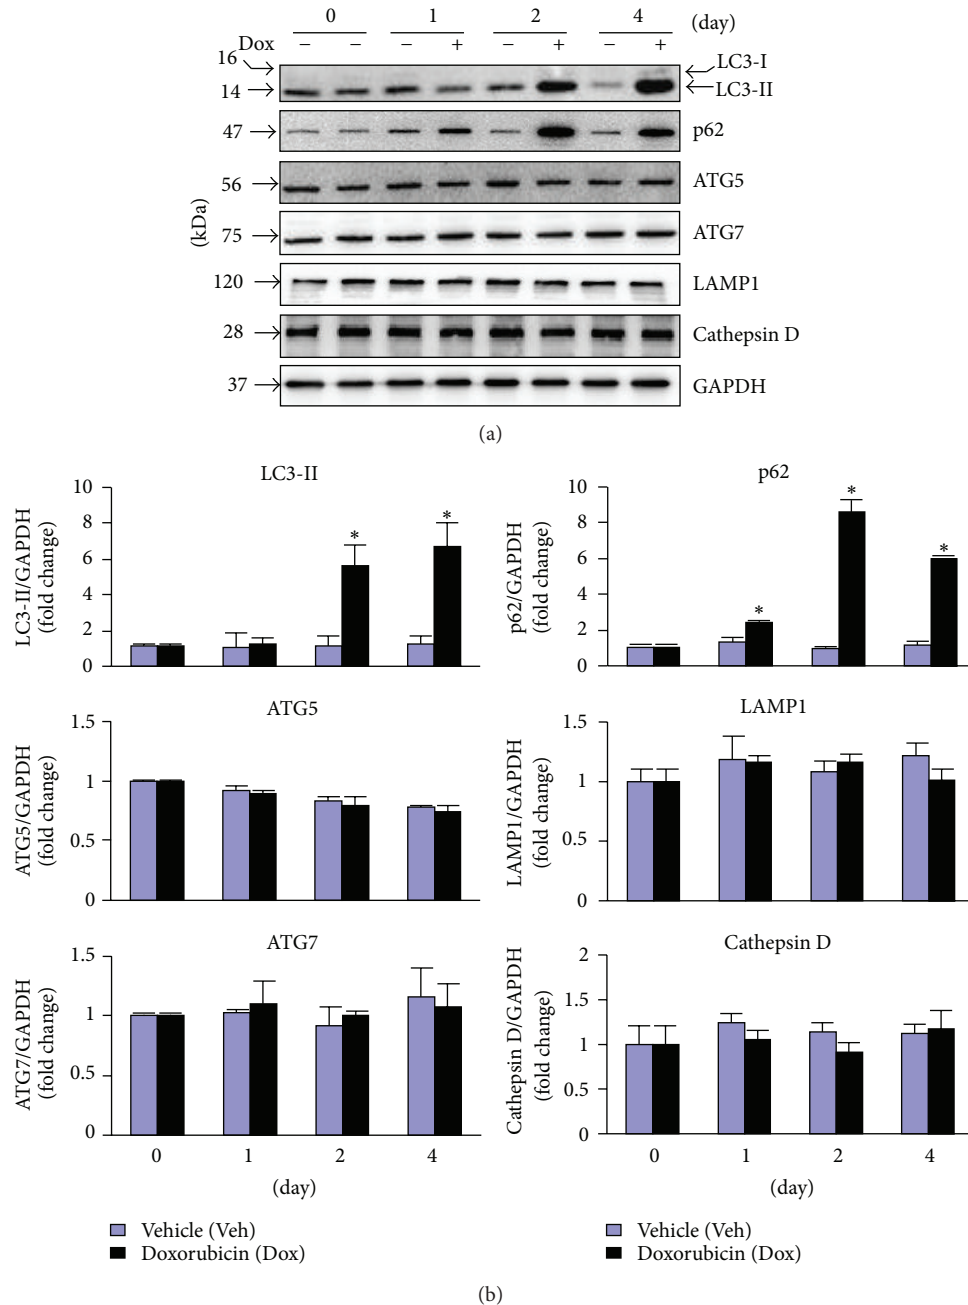 0 1 2 4 (day)
Dox − − − + − + − +
16 LC3-I
14 LC3-II
47 p62
56 ATG5
(kDa)
75 ATG7
120 LAMP1
28 Cathepsin D
37 GAPDH
(a)
LC3-II
LC3-II/GAPDH
(fold change)
10
8
6
4
2
0
* *
p62
p62/GAPDH
(fold change)
10
8
6
4
2
0
* * *
ATG5
ATG5/GAPDH
(fold change)
1.5
1
0.5
0
LAMP1
LAMP1/GAPDH
(fold change)
1.5
1
0.5
0
ATG7
ATG7/GAPDH
(fold change)
1.5
1
0.5
0
0 1 2 4
(day)
Cathepsin D
Cathepsin D/GAPDH
(fold change)
2
1.5
1
0.5
0
0 1 2 4
(day)
Vehicle (Veh)
Doxorubicin (Dox)
Vehicle (Veh)
Doxorubicin (Dox)
(b)